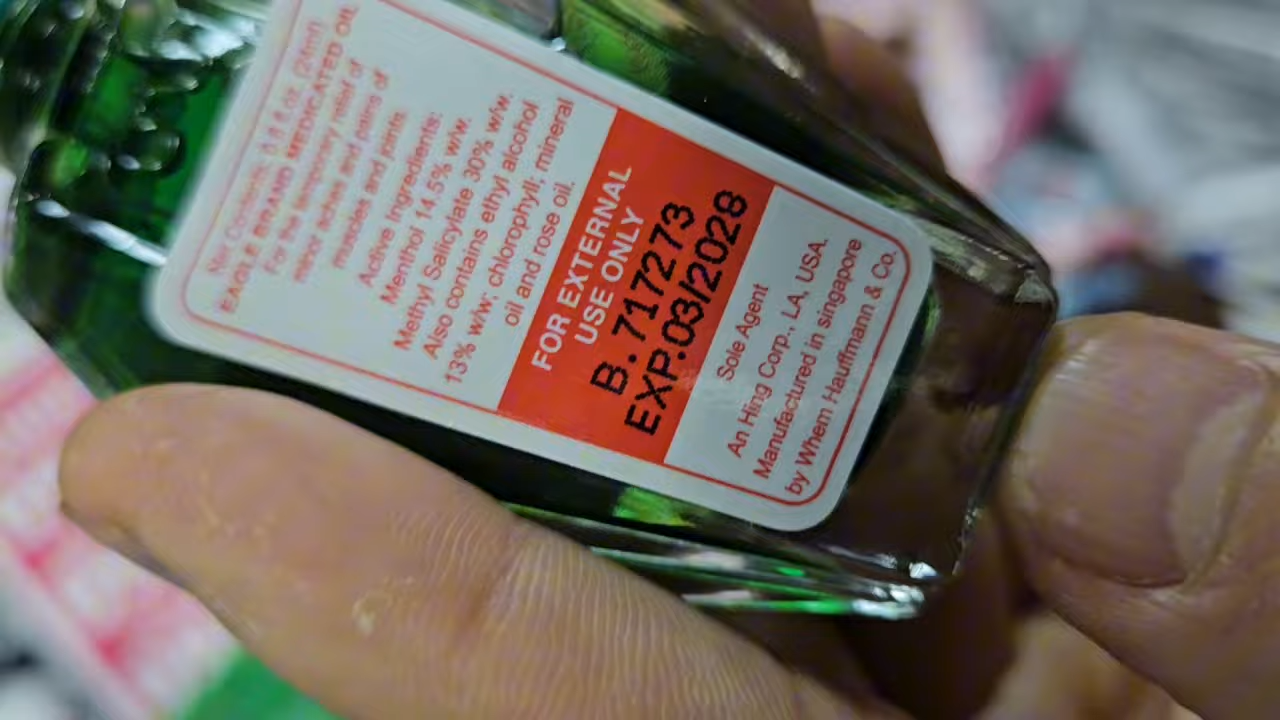 Net Contents 0.8 fl.oz. (24ml)
EAGLE BRAND MEDICATED OIL
For the temporary relief of
minor aches and pains of
muscles and joints.
Active Ingredients:
Menthol 14.5% w/w.
Methyl Salicylate 30% w/w.
Also contains ethyl alcohol
13% w/w; chlorophyll; mineral
oil and rose oil.
FOR EXTERNAL
USE ONLY
B. 717273
EXP.03/2028
Sole Agent
An Hing Corp., LA, USA.
Manufactured in singapore
by Whem Hauffmann & Co.